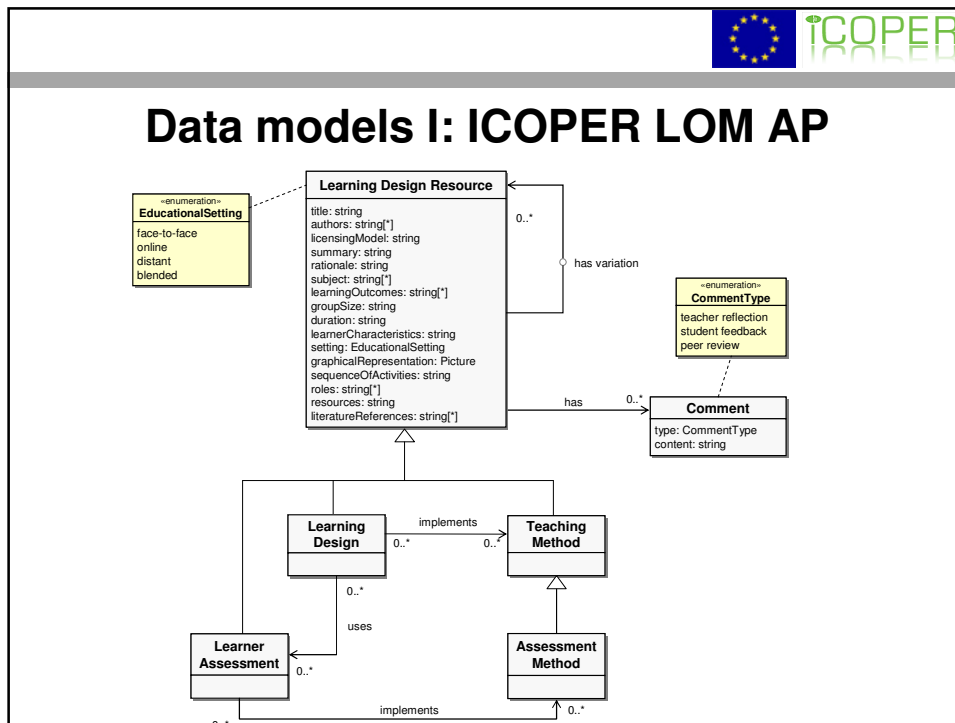 iCOPER
Data models I: ICOPER LOM AP
«enumeration»
EducationalSetting
face-to-face
online
distant
blended
Learning Design Resource
title: string
authors: string[*]
licensingModel: string
summary: string
rationale: string
subject: string[*]
learningOutcomes: string[*]
groupSize: string
duration: string
learnerCharacteristics: string
setting: EducationalSetting
graphicalRepresentation: Picture
sequenceOfActivities: string
roles: string[*]
resources: string
literatureReferences: string[*]
0..*
has variation
«enumeration»
CommentType
teacher reflection
student feedback
peer review
has
0..*
Comment
type: CommentType
content: string
Learning
Design
implements
0..*
0..*
Teaching
Method
0..*
uses
Learner
Assessment
0..*
Assessment
Method
0..*
implements
0..*